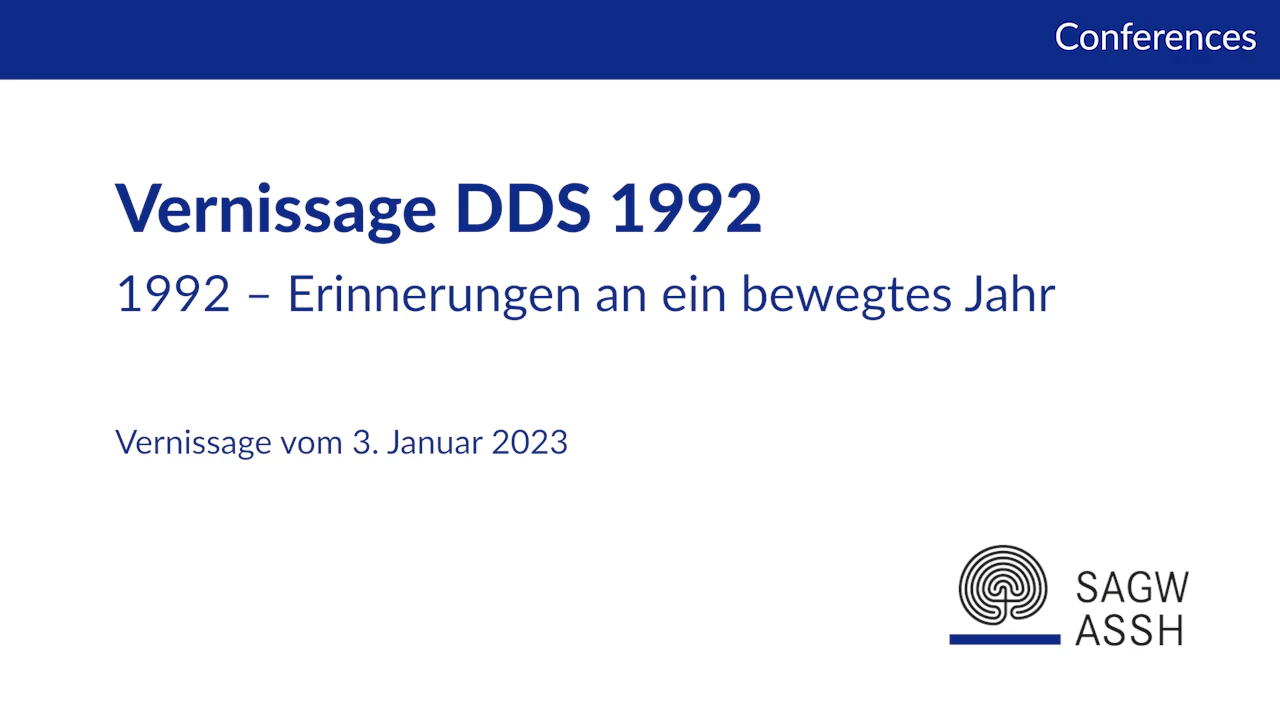 Conferences
Vernissage DDS 1992
1992 – Erinnerungen an ein bewegtes Jahr
Vernissage vom 3. Januar 2023
SAGW
ASSH